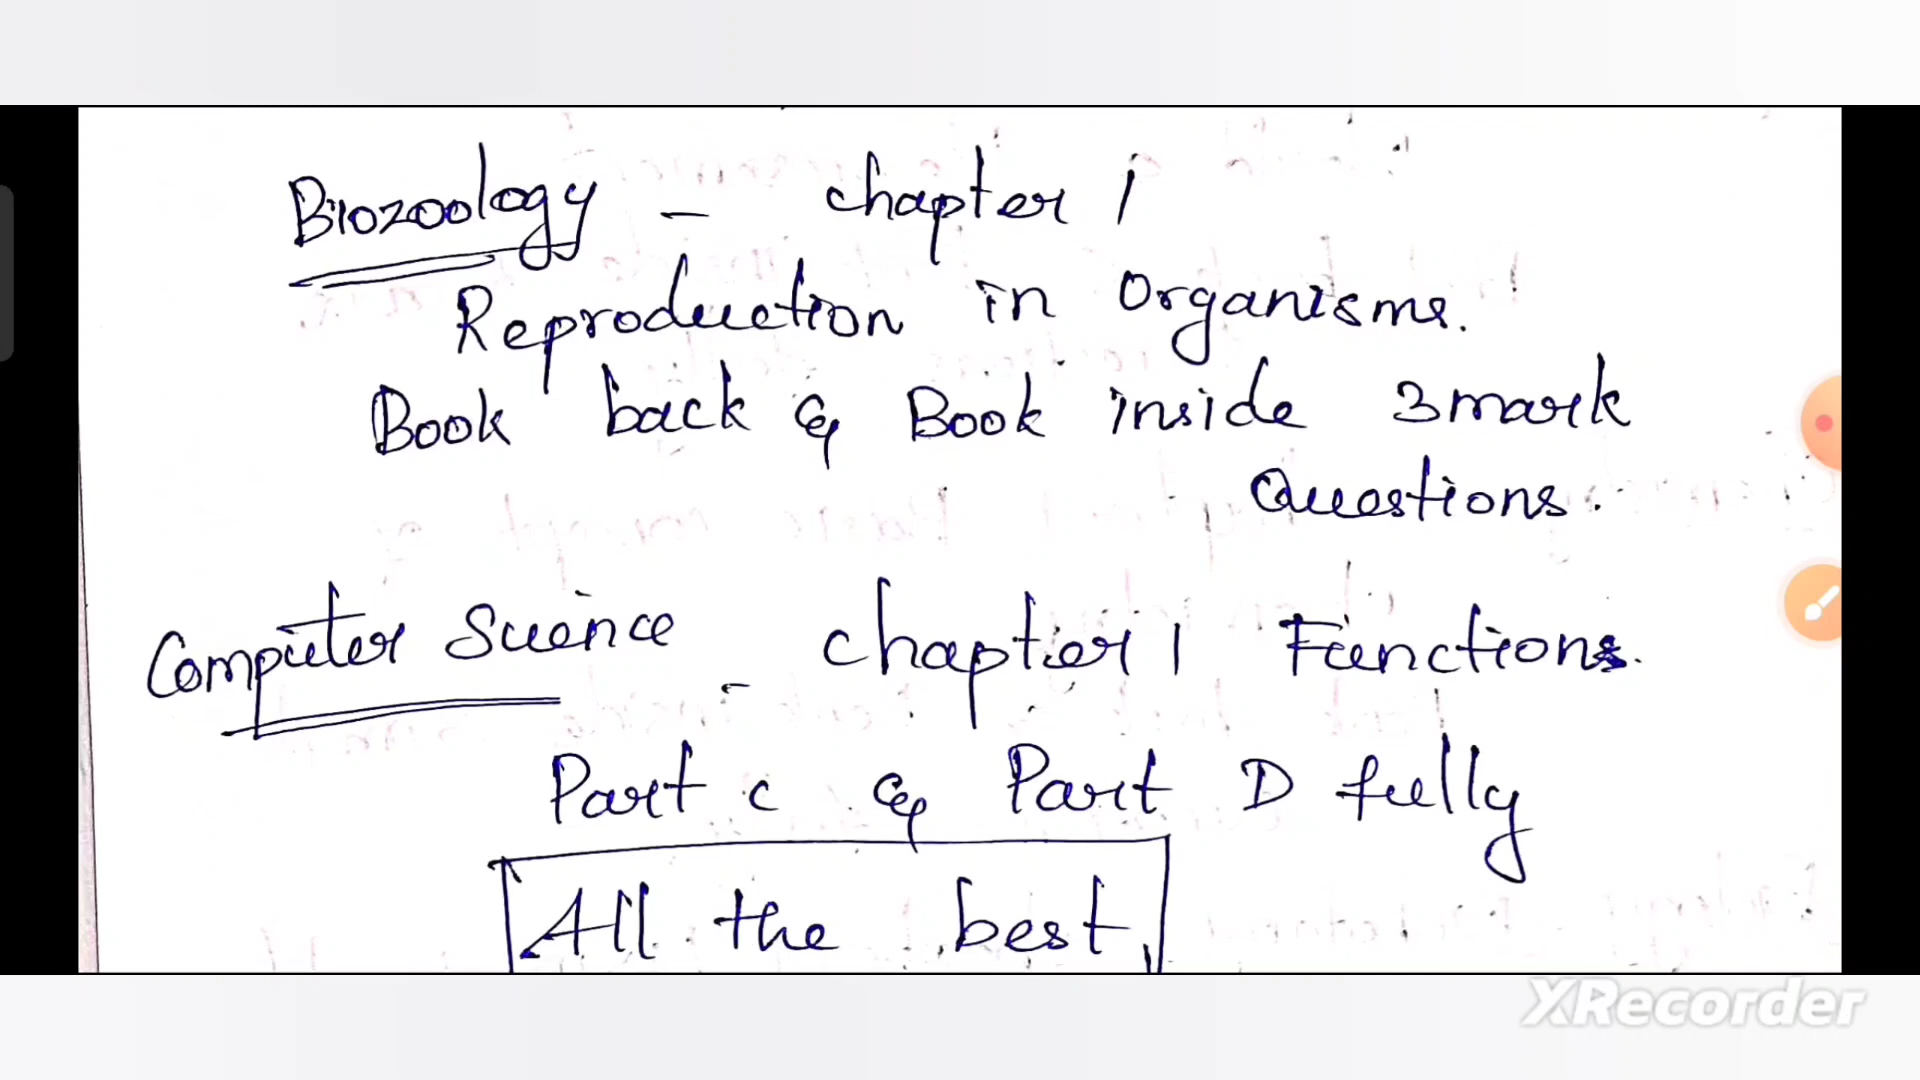 Biozoology - chapter 1
Reproduction in Organisms.
Book back & Book inside 3mark
Questions.
Computer Science - chapter 1 Functions.
Part c & Part D fully
All the best
XRecorder